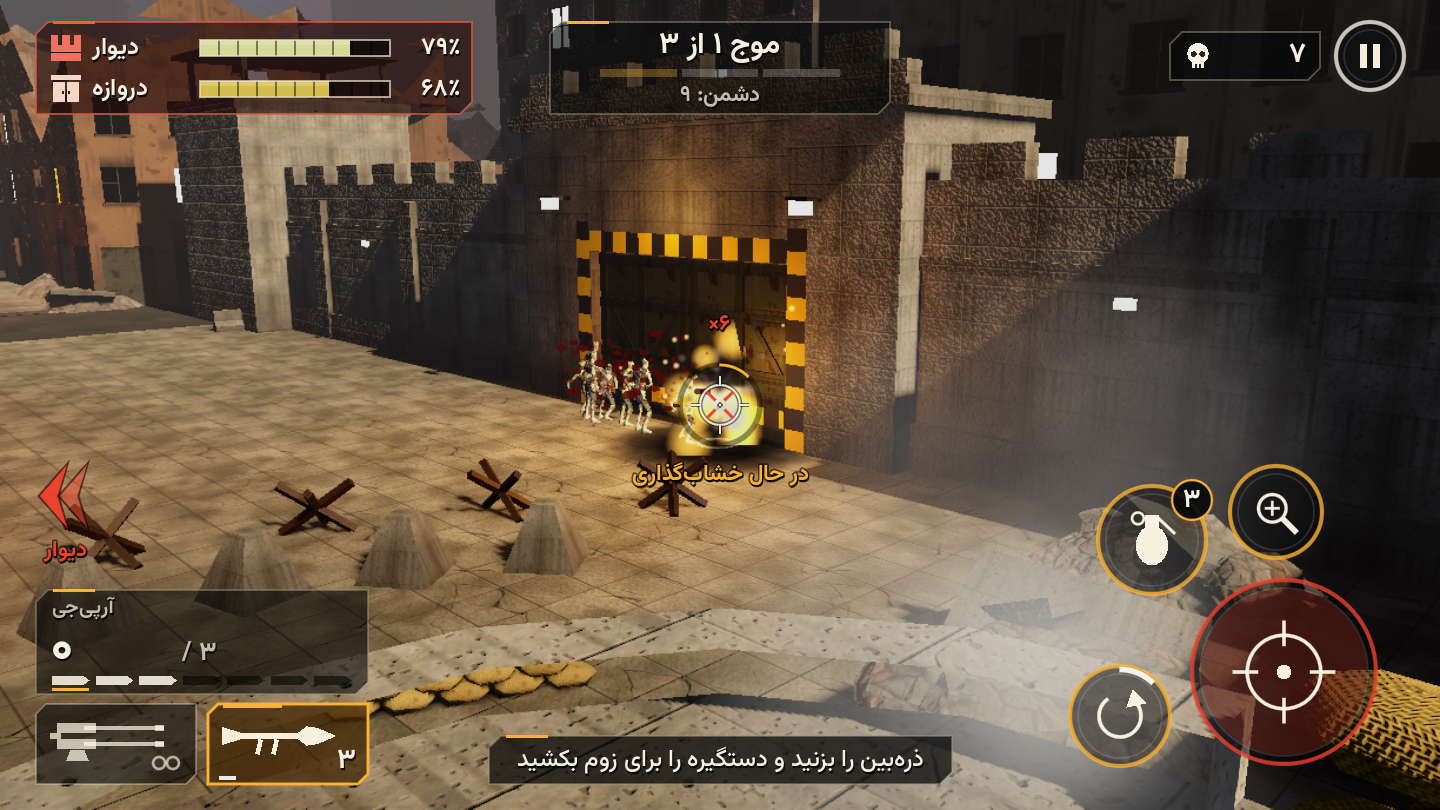 دیوار ۷۹٪
دروازه ۶۸٪
موج ۱ از ۳
دشمن: ۹
۷
×۶
در حال خشاب‌گذاری
دیوار
۳
آرپی‌جی
۰ / ۳
∞
۳
ذره‌بین را بزنید و دستگیره را برای زوم بکشید